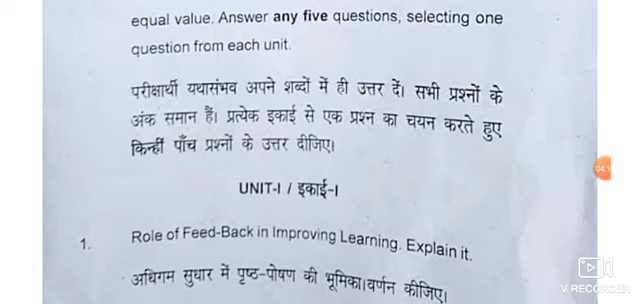 equal value. Answer any five questions, selecting one
question from each unit.
परीक्षार्थी यथासंभव अपने शब्दों में ही उत्तर दें। सभी प्रश्नों के
अंक समान हैं। प्रत्येक इकाई से एक प्रश्न का चयन करते हुए
किन्हीं पाँच प्रश्नों के उत्तर दीजिए।
UNIT-I / इकाई-I
1. Role of Feed-Back in Improving Learning. Explain it.
अधिगम सुधार में पृष्ठ-पोषण की भूमिका।वर्णन कीजिए।
V RECORDER